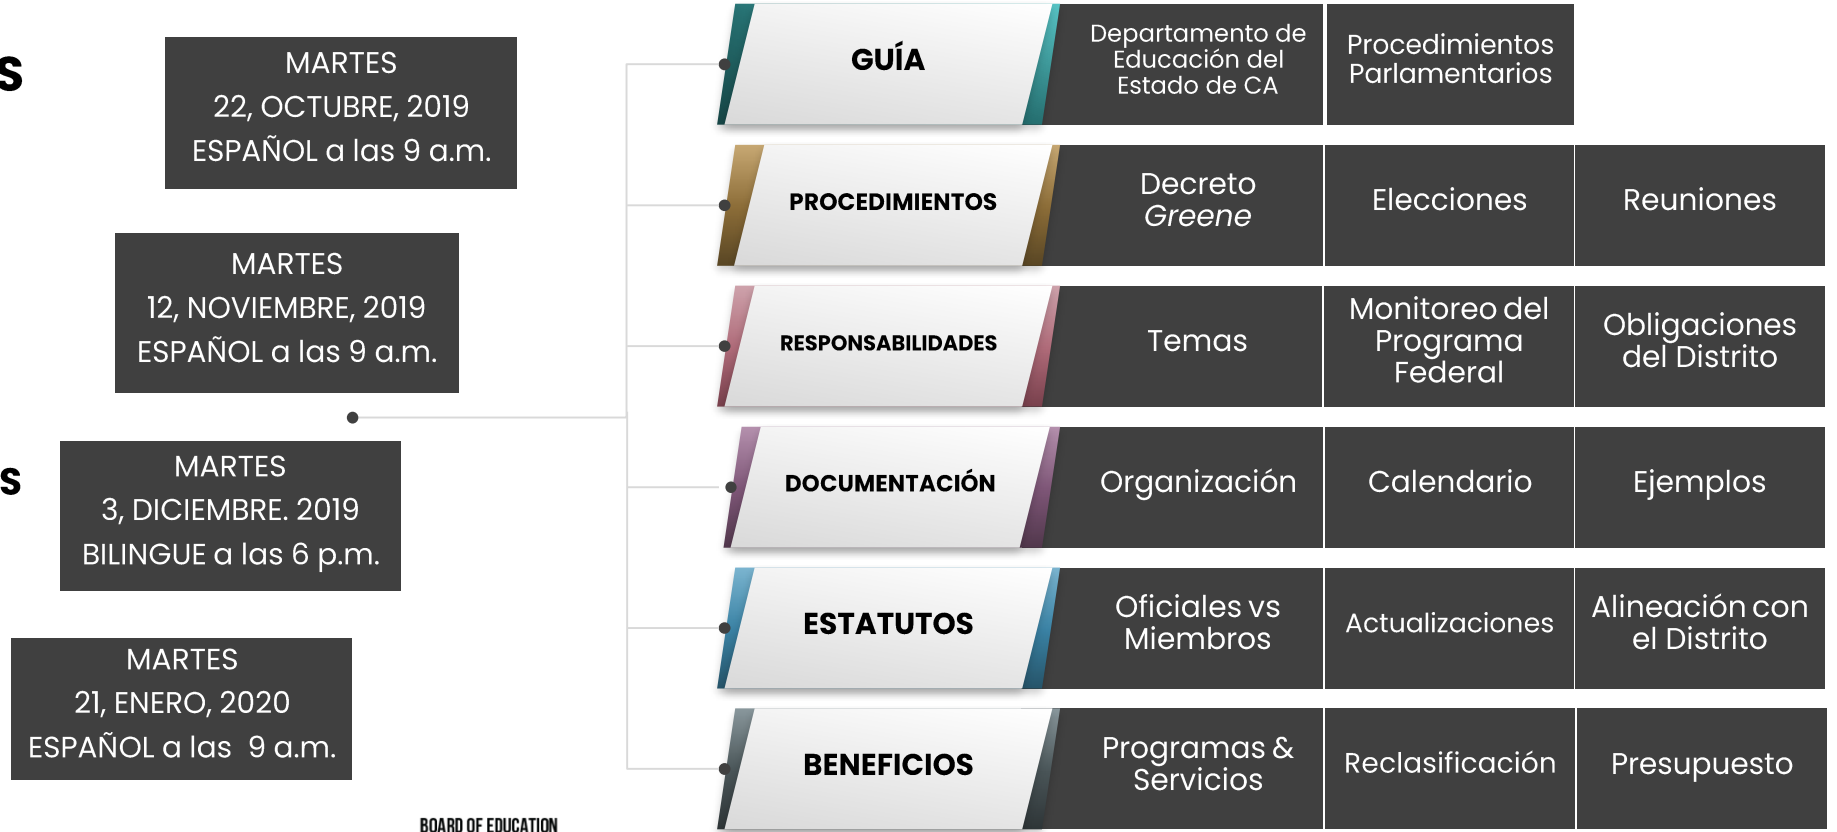 s
MARTES
22, OCTUBRE, 2019
ESPAÑOL a las 9 a.m.
MARTES
12, NOVIEMBRE, 2019
ESPAÑOL a las 9 a.m.
s
MARTES
3, DICIEMBRE. 2019
BILINGUE a las 6 p.m.
MARTES
21, ENERO, 2020
ESPAÑOL a las 9 a.m.
GUÍA
Departamento de
Educación del
Estado de CA
Procedimientos
Parlamentarios
PROCEDIMIENTOS
Decreto
Greene
Elecciones
Reuniones
RESPONSABILIDADES
Temas
Monitoreo del
Programa
Federal
Obligaciones
del Distrito
DOCUMENTACIÓN
Organización
Calendario
Ejemplos
ESTATUTOS
Oficiales vs
Miembros
Actualizaciones
Alineación con
el Distrito
BENEFICIOS
Programas &
Servicios
Reclasificación
Presupuesto
BOARD OF EDUCATION